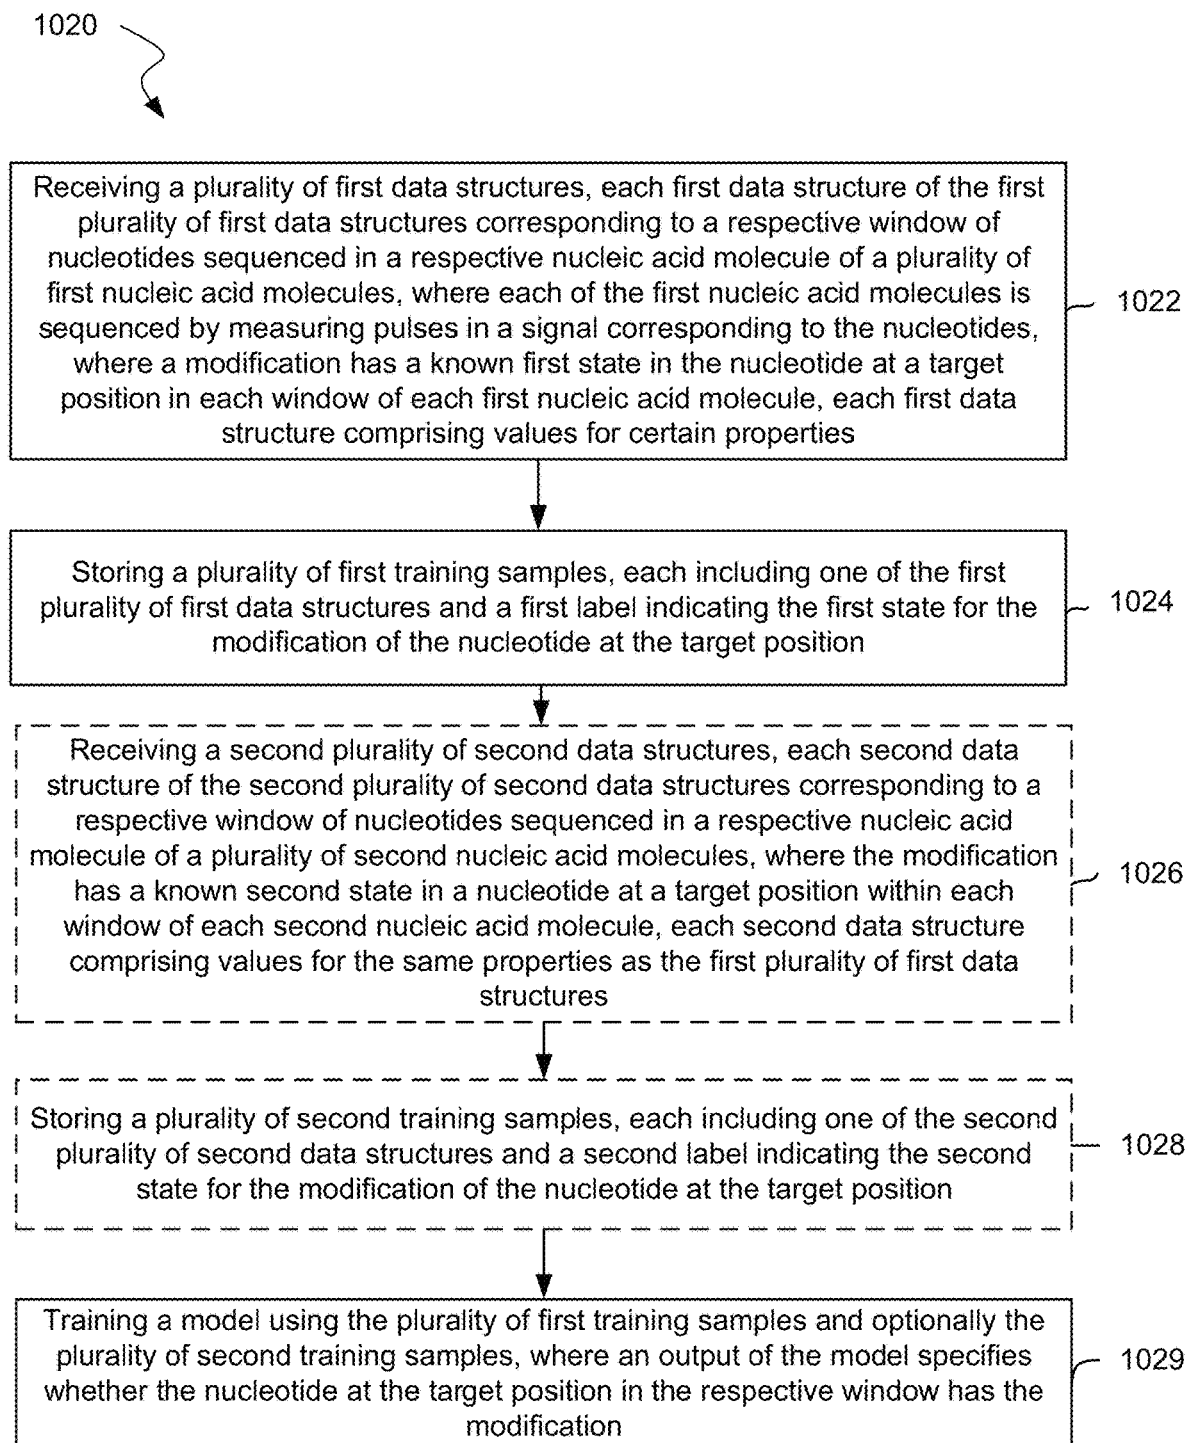 1020
Receiving a plurality of first data structures, each first data structure of the first
plurality of first data structures corresponding to a respective window of
nucleotides sequenced in a respective nucleic acid molecule of a plurality of
first nucleic acid molecules, where each of the first nucleic acid molecules is
sequenced by measuring pulses in a signal corresponding to the nucleotides,
where a modification has a known first state in the nucleotide at a target
position in each window of each first nucleic acid molecule, each first data
structure comprising values for certain properties
1022
Storing a plurality of first training samples, each including one of the first
plurality of first data structures and a first label indicating the first state for the
modification of the nucleotide at the target position
1024
Receiving a second plurality of second data structures, each second data
structure of the second plurality of second data structures corresponding to a
respective window of nucleotides sequenced in a respective nucleic acid
molecule of a plurality of second nucleic acid molecules, where the modification
has a known second state in a nucleotide at a target position within each
window of each second nucleic acid molecule, each second data structure
comprising values for the same properties as the first plurality of first data
structures
1026
Storing a plurality of second training samples, each including one of the second
plurality of second data structures and a second label indicating the second
state for the modification of the nucleotide at the target position
1028
Training a model using the plurality of first training samples and optionally the
plurality of second training samples, where an output of the model specifies
whether the nucleotide at the target position in the respective window has the
modification
1029